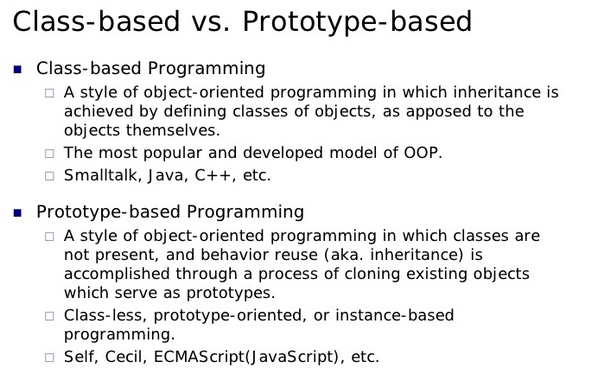 Class-based vs. Prototype-based
Class-based Programming
A style of object-oriented programming in which inheritance is
achieved by defining classes of objects, as apposed to the
objects themselves.
The most popular and developed model of OOP.
Smalltalk, Java, C++, etc.
Prototype-based Programming
A style of object-oriented programming in which classes are
not present, and behavior reuse (aka. inheritance) is
accomplished through a process of cloning existing objects
which serve as prototypes.
Class-less, prototype-oriented, or instance-based
programming.
Self, Cecil, ECMAScript(JavaScript), etc.